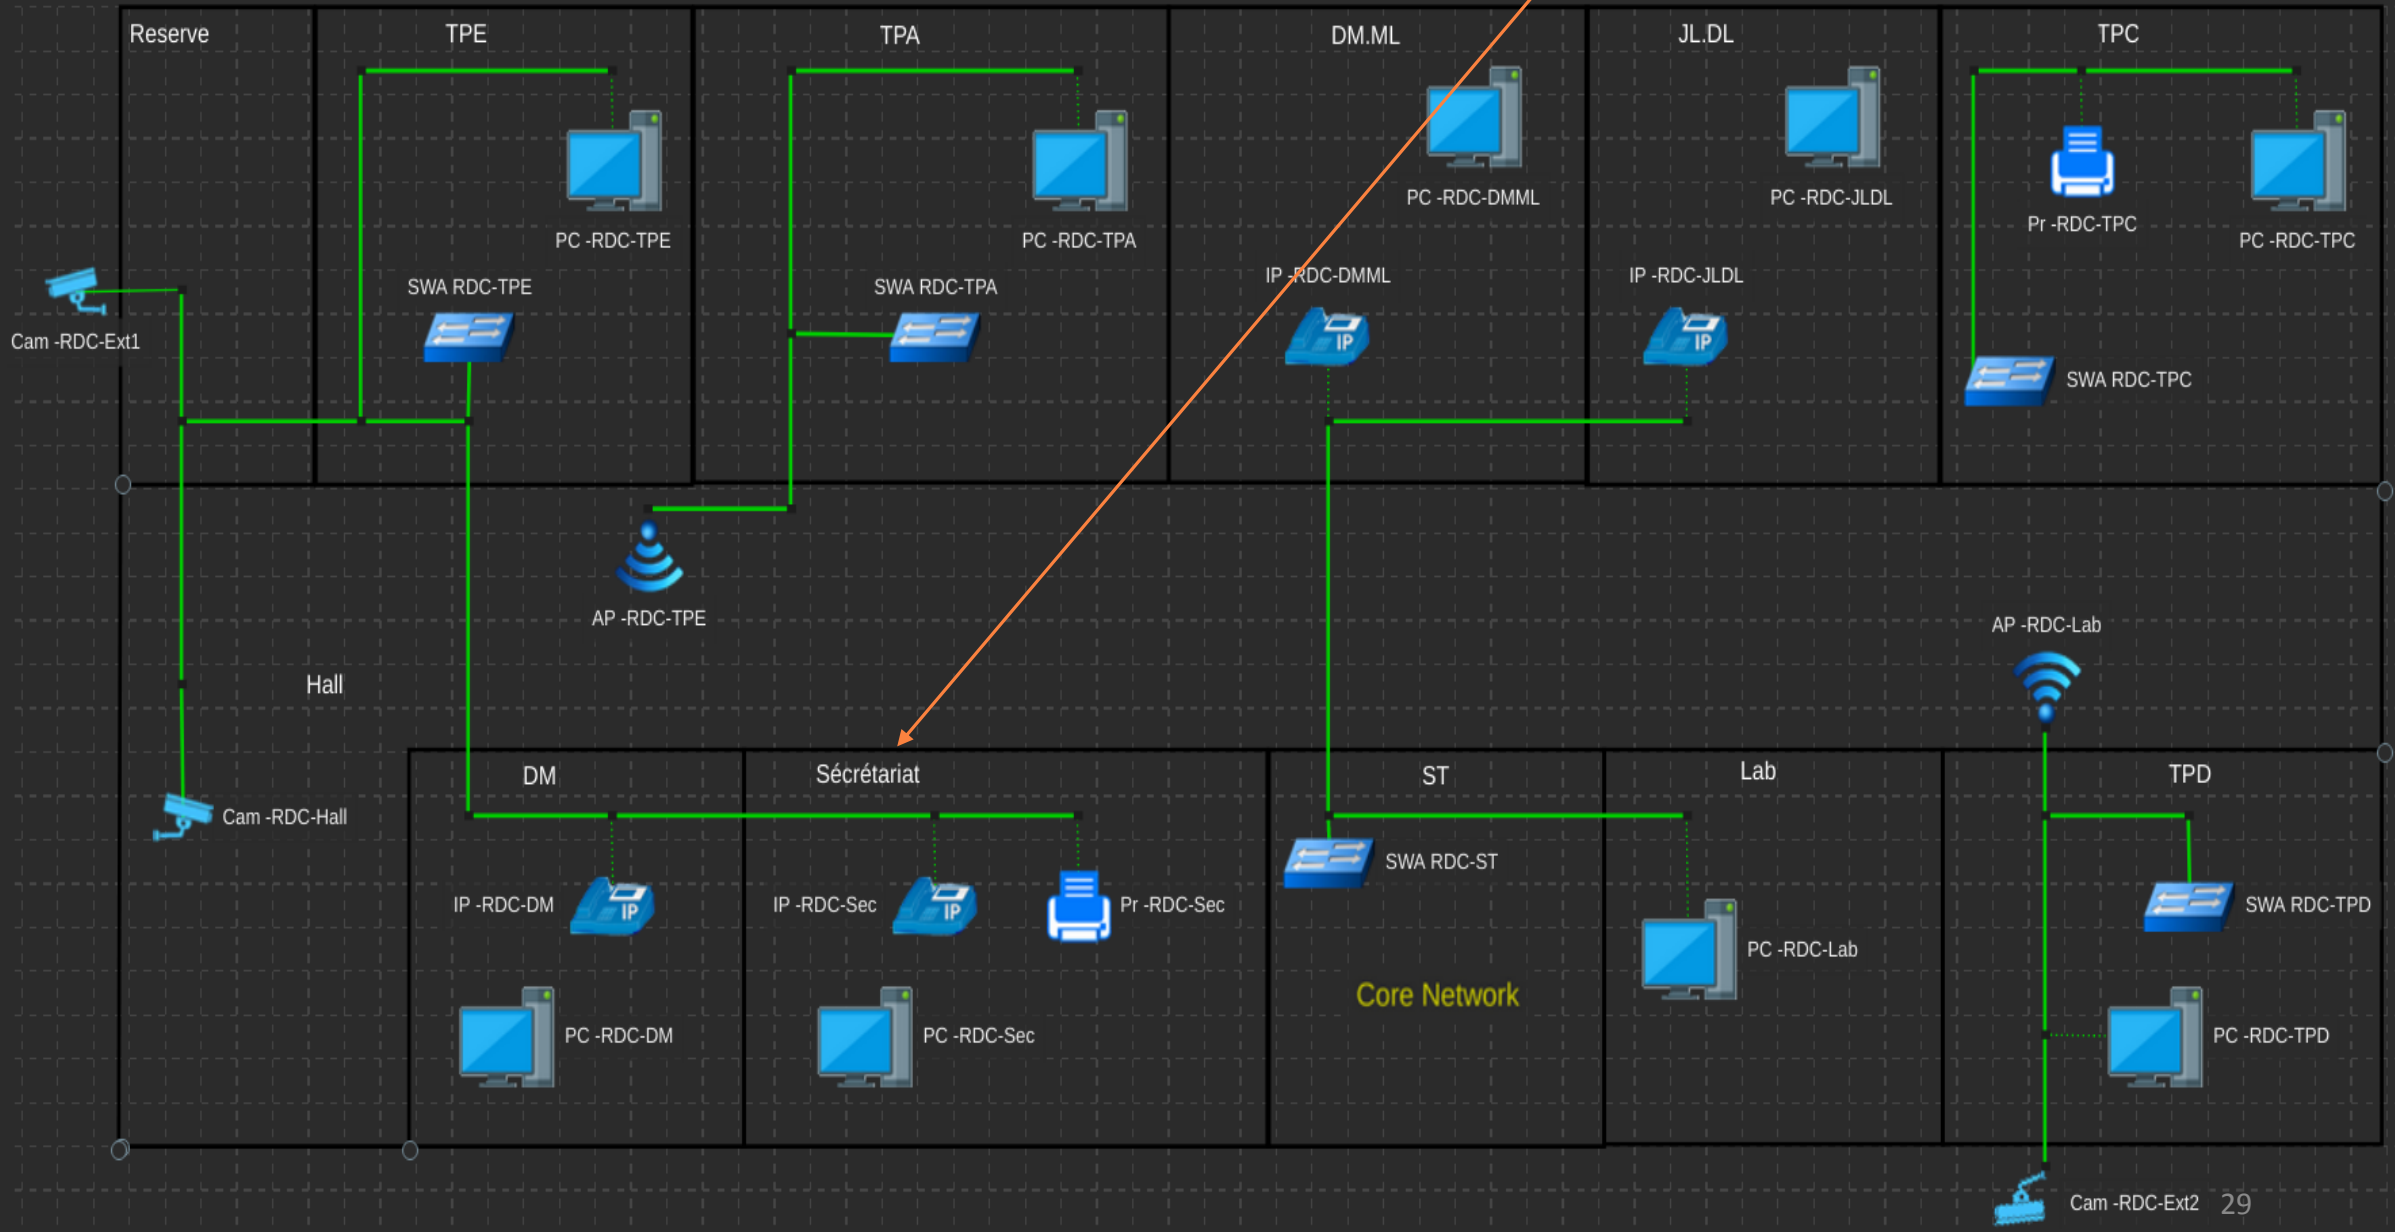 Reserve
TPE
TPA
DM.ML
JL.DL
TPC
PC -RDC-DMML
PC -RDC-JLDL
Pr -RDC-TPC
PC -RDC-TPE
PC -RDC-TPA
PC -RDC-TPC
IP -RDC-DMML
IP -RDC-JLDL
SWA RDC-TPE
SWA RDC-TPA
IP
IP
Cam -RDC-Ext1
SWA RDC-TPC
AP -RDC-TPE
AP -RDC-Lab
Hall
DM
Sécrétariat
ST
Lab
TPD
Cam -RDC-Hall
SWA RDC-ST
IP -RDC-DM
IP
IP -RDC-Sec
IP
Pr -RDC-Sec
SWA RDC-TPD
PC -RDC-Lab
Core Network
PC -RDC-DM
PC -RDC-Sec
PC -RDC-TPD
Cam -RDC-Ext2
29